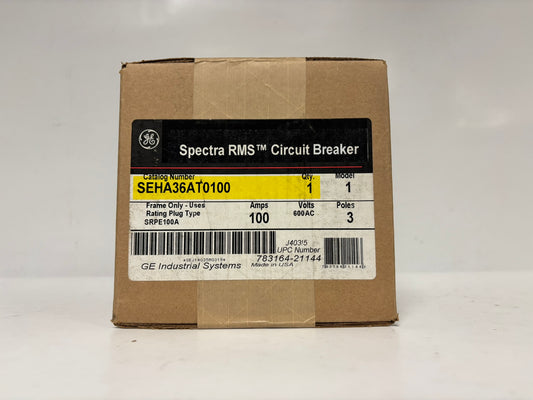 GE
Spectra RMS™ Circuit Breaker
Catalog Number Qty. Model
SEHA36AT0100 1 1
Frame Only - Uses Amps Volts Poles
Rating Plug Type 100 600AC 3
SRPE100A
J40315
UPC Number
783164-21144
GE Industrial Systems Made in USA